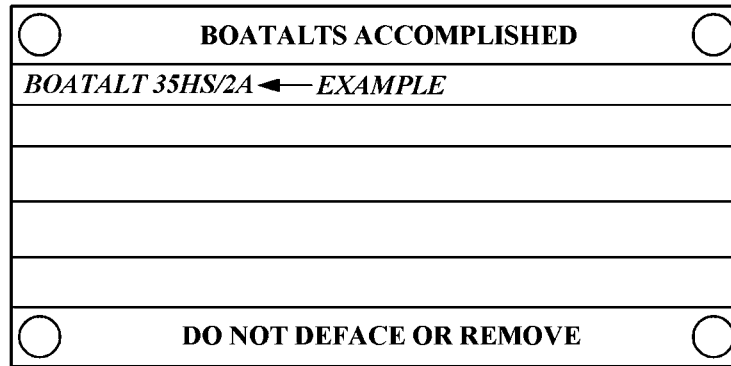 BOATALTS ACCOMPLISHED
BOATALT 35HS/2A EXAMPLE
DO NOT DEFACE OR REMOVE